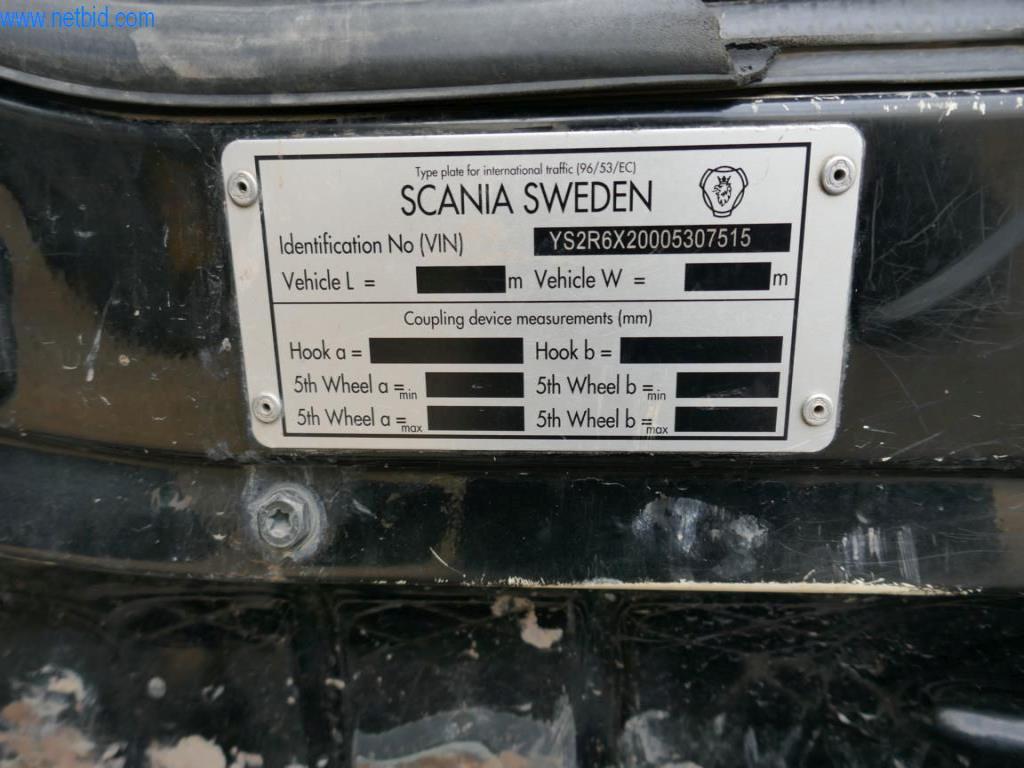 www.netbid.com
Type plate for international traffic (96/53/EC)
SCANIA SWEDEN
Identification No (VIN) YS2R6X20005307515
Vehicle L = m Vehicle W = m
Coupling device measurements (mm)
Hook a = Hook b =
5th Wheel a =min 5th Wheel b =min
5th Wheel a =max 5th Wheel b =max